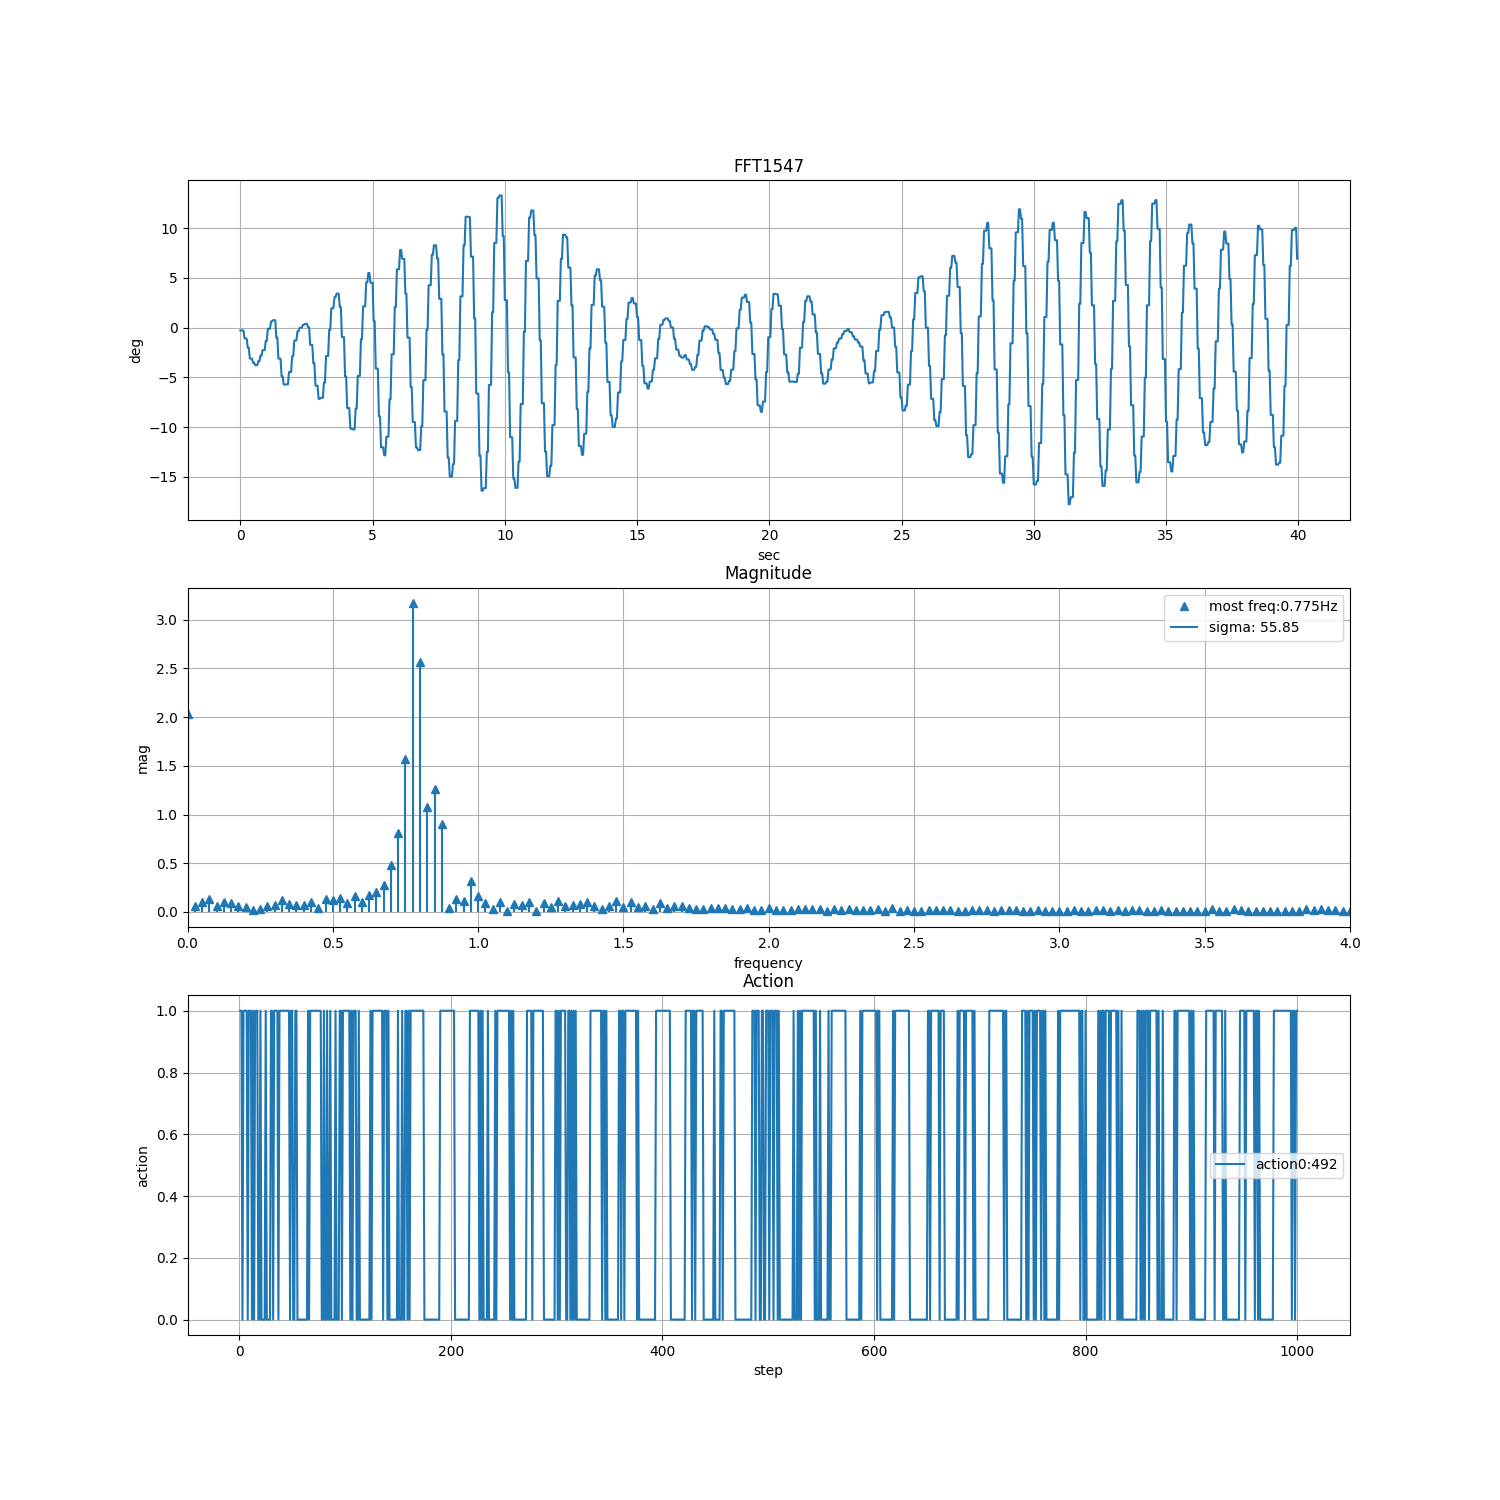 FFT1547
10
5
0
−5
−10
−15
deg
0 5 10 15 20 25 30 35 40
sec
Magnitude
3.0
2.5
2.0
1.5
1.0
0.5
0.0
mag
most freq:0.775Hz
sigma: 55.85
0.0 0.5 1.0 1.5 2.0 2.5 3.0 3.5 4.0
frequency
Action
1.0
0.8
0.6
0.4
0.2
0.0
action
action0:492
0 200 400 600 800 1000
step